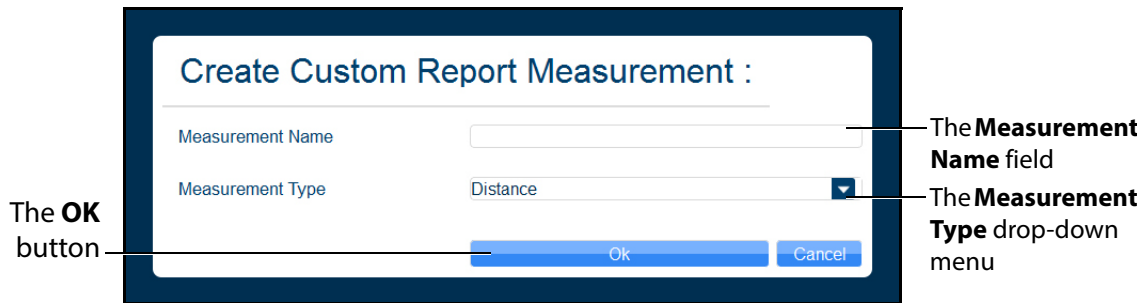 Create Custom Report Measurement :
Measurement Name
The Measurement
Name field
Measurement Type
Distance
The Measurement
Type drop-down
menu
The OK
button
Ok
Cancel